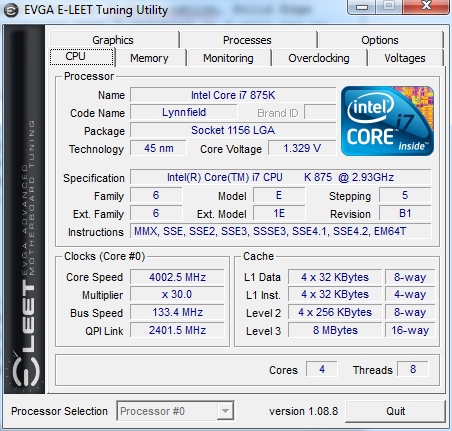 EVGA E-LEET Tuning Utility
Graphics Processes Options
CPU Memory Monitoring Overclocking Voltages
Processor
Name Intel Core i7 875K
Code Name Lynnfield Brand ID
Package Socket 1156 LGA
Technology 45 nm Core Voltage 1.329 V
intel CORE i7 inside™
Specification Intel(R) Core(TM) i7 CPU K 875 @ 2.93GHz
Family 6 Model E Stepping 5
Ext. Family 6 Ext. Model 1E Revision B1
Instructions MMX, SSE, SSE2, SSE3, SSSE3, SSE4.1, SSE4.2, EM64T
Clocks (Core #0)
Core Speed 4002.5 MHz
Multiplier x 30.0
Bus Speed 133.4 MHz
QPI Link 2401.5 MHz
Cache
L1 Data 4 x 32 KBytes 8-way
L1 Inst. 4 x 32 KBytes 4-way
Level 2 4 x 256 KBytes 8-way
Level 3 8 MBytes 16-way
Cores 4 Threads 8
Processor Selection Processor #0 version 1.08.8 Quit
E-LEET EVGA ADVANCED MOTHERBOARD TUNING